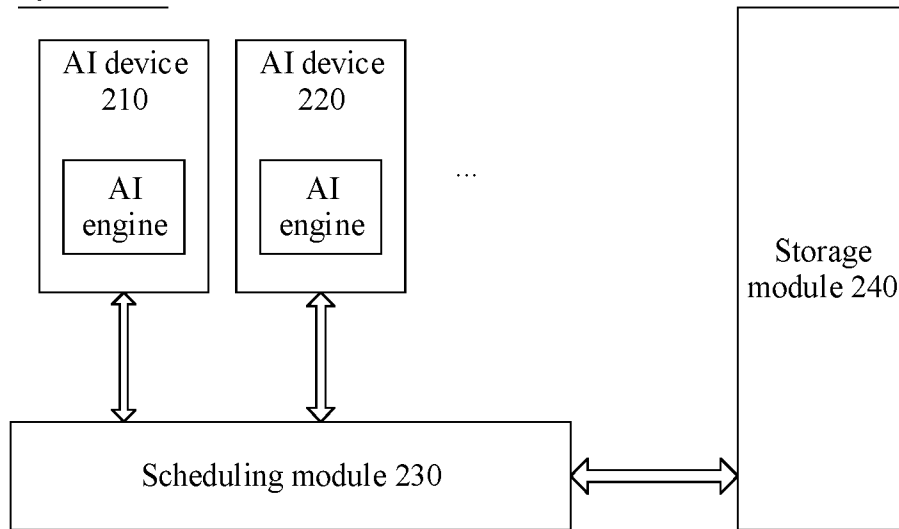 AI device
210
AI
engine
AI device
220
AI
engine
...
Storage
module 240
Scheduling module 230